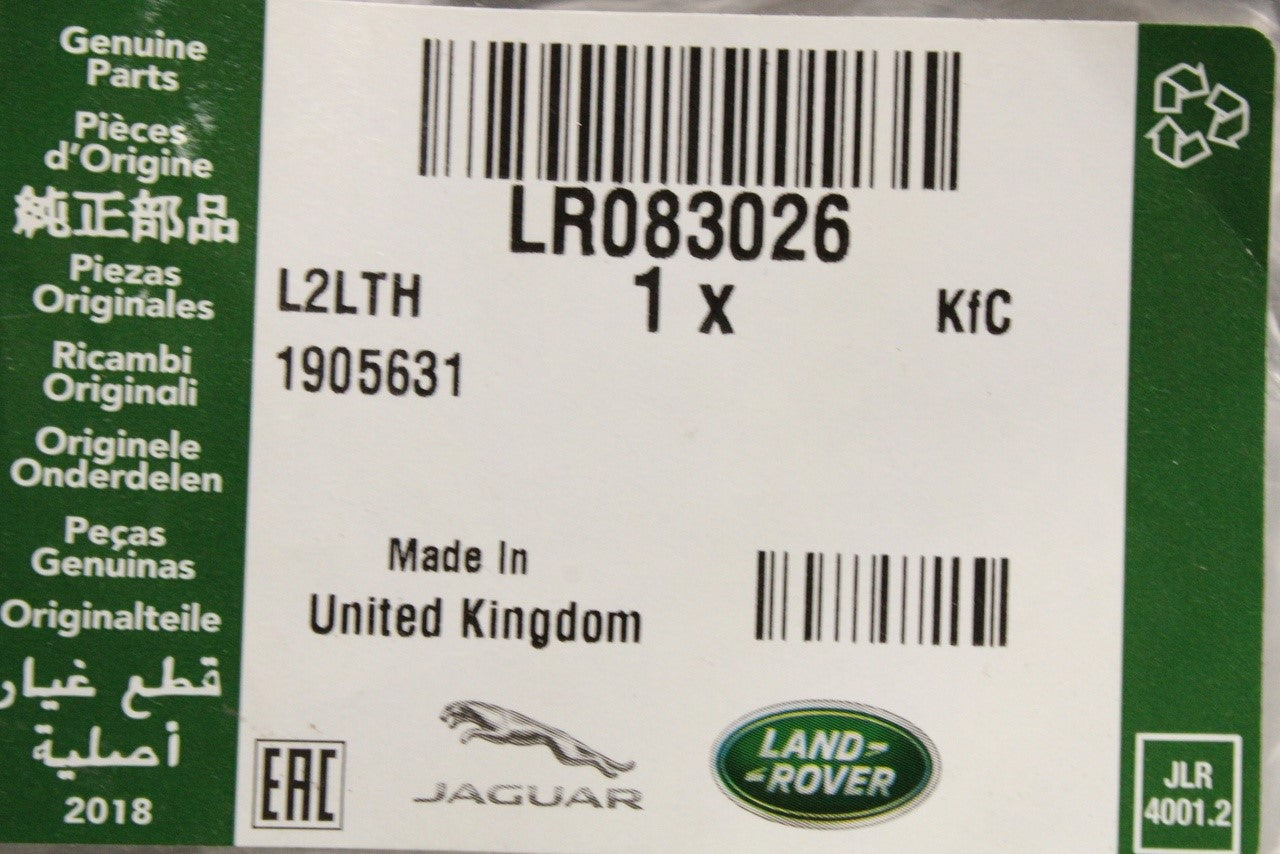 Genuine
Parts
Pièces
d'Origine
純正部品
Piezas
Originales
Ricambi
Originali
Originele
Onderdelen
Peças
Genuinas
Originalteile
قطع غيار
أصلية
2018
LR083026
L2LTH 1 x KfC
1905631
Made In
United Kingdom
EAC
JAGUAR
LAND-
-ROVER
JLR
4001.2